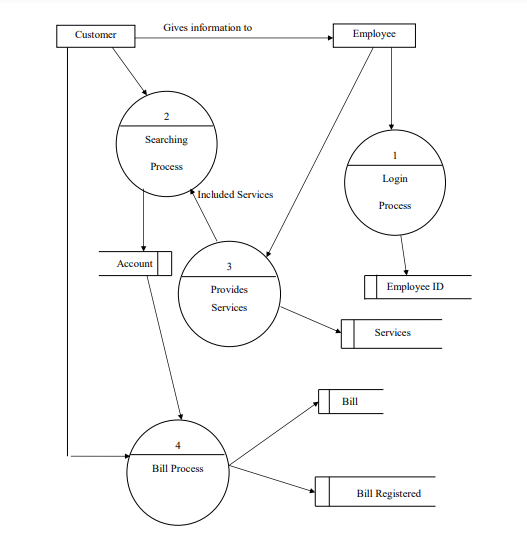 Gives information to
Customer
Employee
2
Searching
Process
1
Login
Process
Included Services
Account
3
Provides
Services
Employee ID
Services
Bill
4
Bill Process
Bill Registered